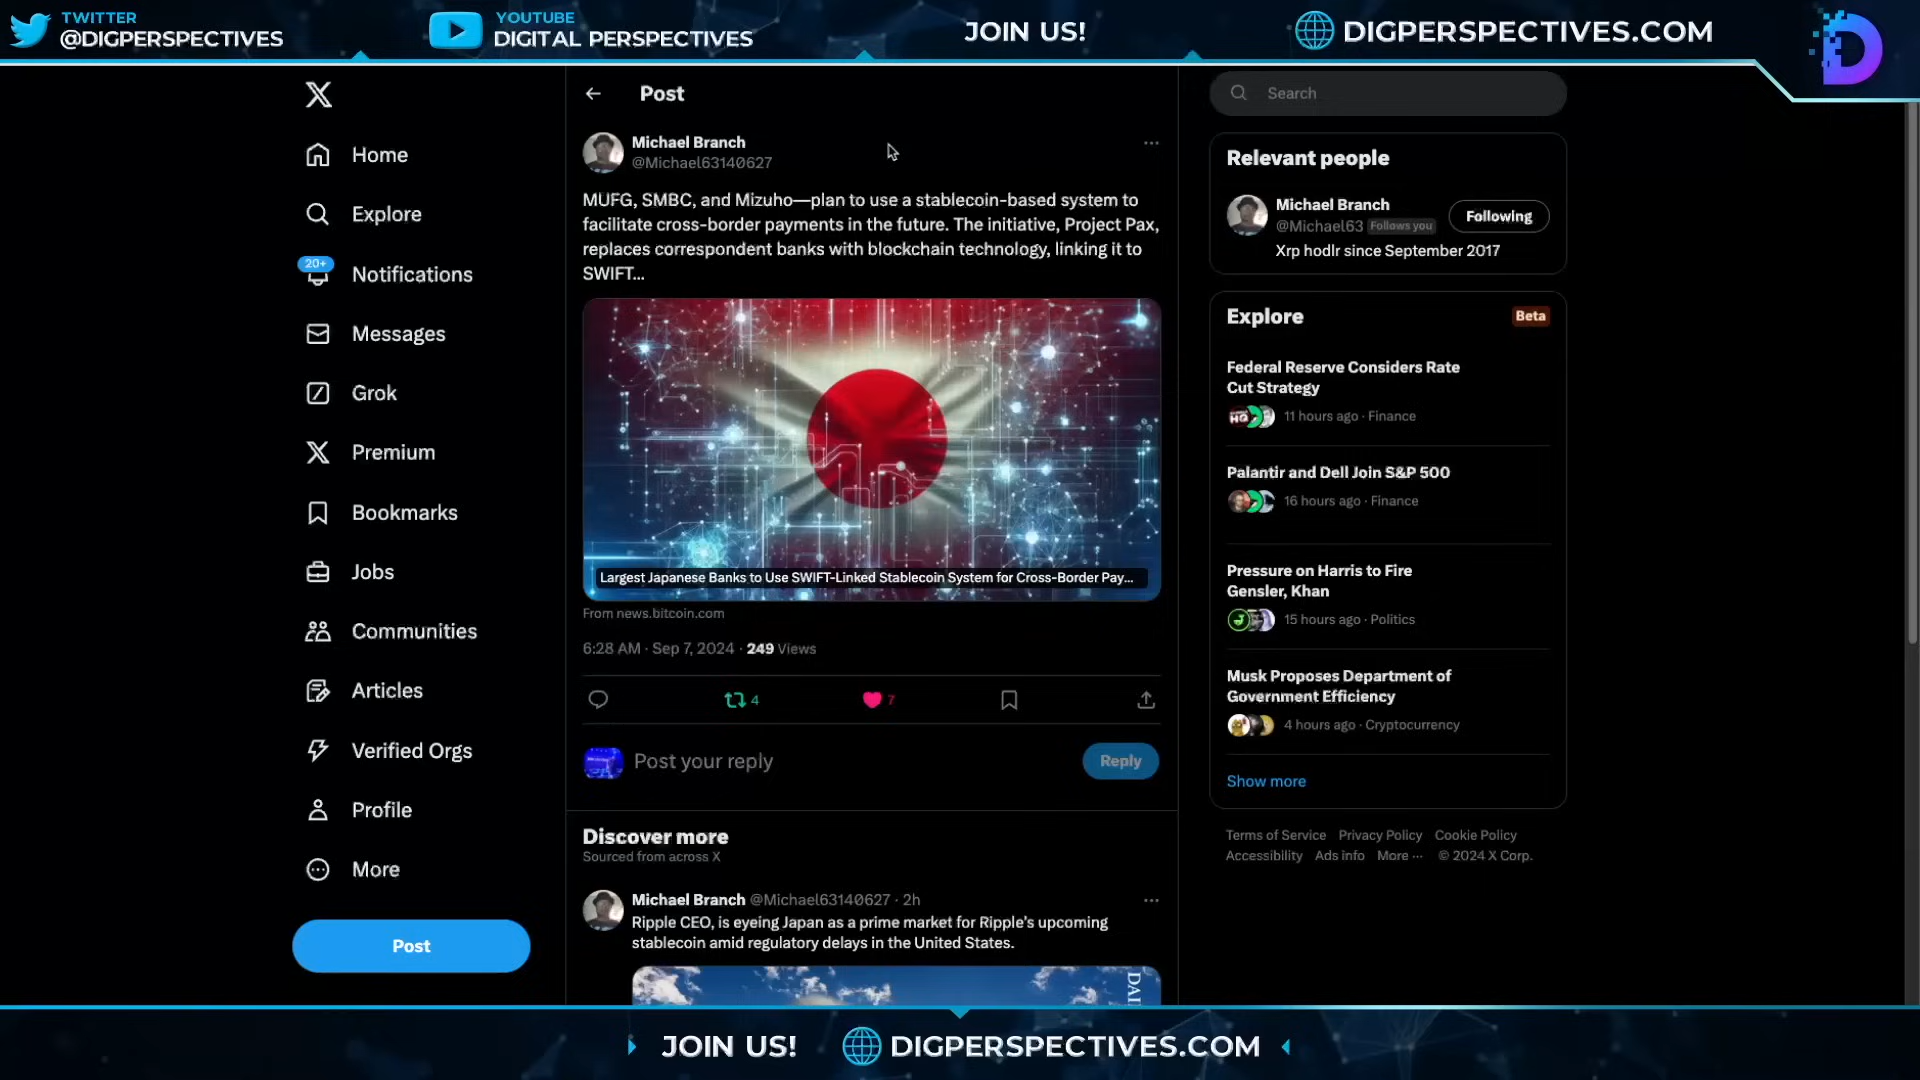 TWITTER
@DIGPERSPECTIVES
YOUTUBE
DIGITAL PERSPECTIVES
JOIN US!
DIGPERSPECTIVES.COM
Home
Explore
20+
Notifications
Messages
Grok
Premium
Bookmarks
Jobs
Communities
Articles
Verified Orgs
Profile
More
Post
Post
Michael Branch
@Michael63140627
MUFG, SMBC, and Mizuho—plan to use a stablecoin-based system to
facilitate cross-border payments in the future. The initiative, Project Pax,
replaces correspondent banks with blockchain technology, linking it to
SWIFT...
Largest Japanese Banks to Use SWIFT-Linked Stablecoin System for Cross-Border Pay...
From news.bitcoin.com
6:28 AM · Sep 7, 2024 · 249 Views
4
7
Post your reply
Reply
Discover more
Sourced from across X
Michael Branch @Michael63140627 · 2h
Ripple CEO, is eyeing Japan as a prime market for Ripple's upcoming
stablecoin amid regulatory delays in the United States.
DAI
Search
Relevant people
Michael Branch
@Michael63 Follows you
Following
Xrp hodlr since September 2017
Explore
Beta
Federal Reserve Considers Rate
Cut Strategy
11 hours ago · Finance
Palantir and Dell Join S&P 500
16 hours ago · Finance
Pressure on Harris to Fire
Gensler, Khan
15 hours ago · Politics
Musk Proposes Department of
Government Efficiency
4 hours ago · Cryptocurrency
Show more
Terms of Service Privacy Policy Cookie Policy
Accessibility Ads info More ··· © 2024 X Corp.
JOIN US!
DIGPERSPECTIVES.COM